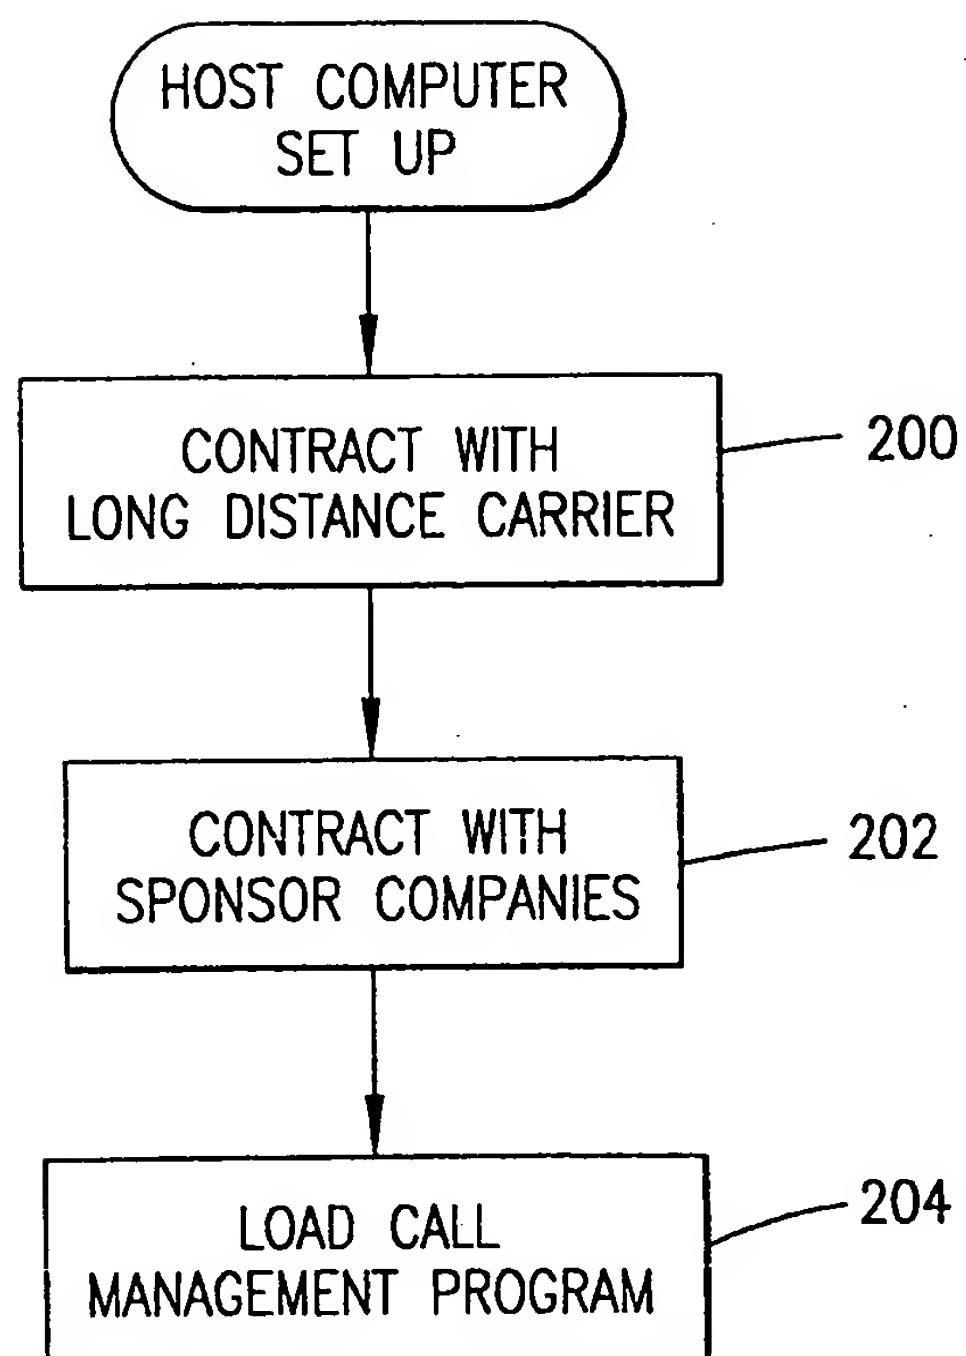 HOST COMPUTER
SET UP
CONTRACT WITH
LONG DISTANCE CARRIER
200
CONTRACT WITH
SPONSOR COMPANIES
202
LOAD CALL
MANAGEMENT PROGRAM
204